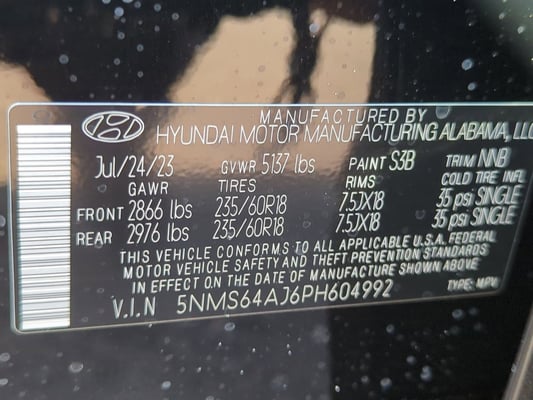 MANUFACTURED BY
HYUNDAI MOTOR MANUFACTURING ALABAMA, LLC
Jul/24/23 GVWR 5137 lbs PAINT S3B TRIM NNB
GAWR TIRES RIMS COLD TIRE INFL
FRONT 2866 lbs 235/60R18 7.5JX18 35 psi SINGLE
REAR 2976 lbs 235/60R18 7.5JX18 35 psi SINGLE
THIS VEHICLE CONFORMS TO ALL APPLICABLE U.S.A. FEDERAL
MOTOR VEHICLE SAFETY AND THEFT PREVENTION STANDARDS
IN EFFECT ON THE DATE OF MANUFACTURE SHOWN ABOVE
V.I.N 5NMS64AJ6PH604992 TYPE: MPV